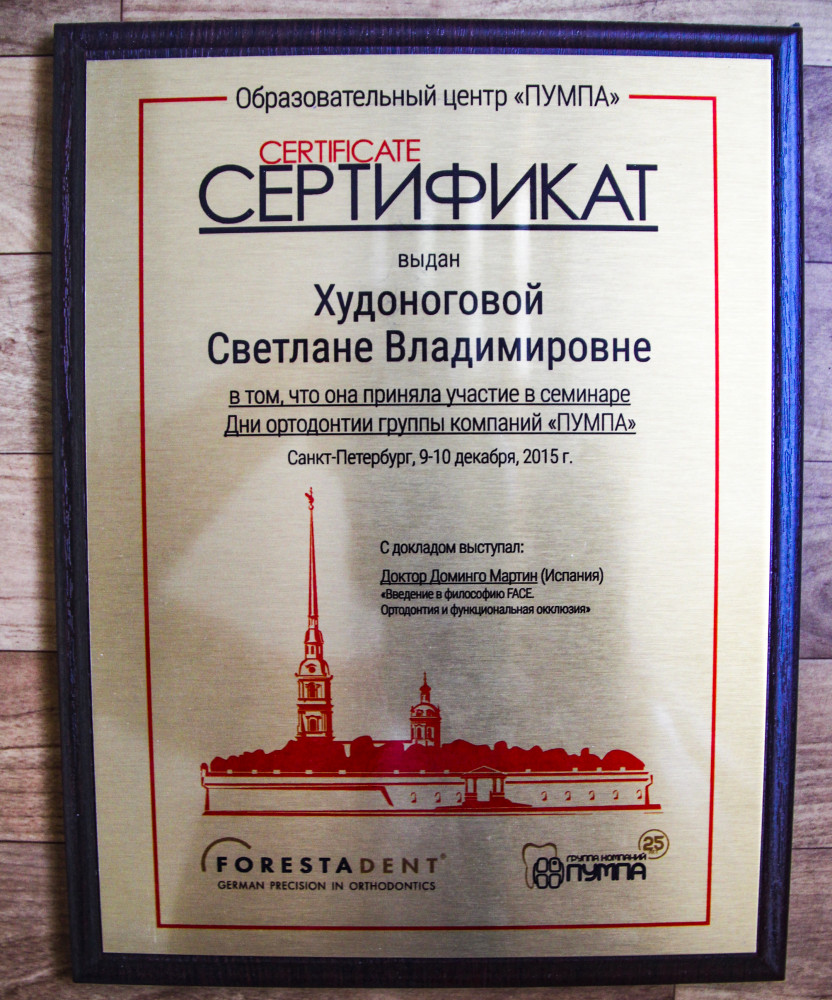 Образовательный центр «ПУМПА»
CERTIFICATE
СЕРТИФИКАТ
выдан
Худоноговой
Светлане Владимировне
в том, что она приняла участие в семинаре
Дни ортодонтии группы компаний «ПУМПА»
Санкт-Петербург, 9-10 декабря, 2015 г.
С докладом выступал:
Доктор Доминго Мартин (Испания)
«Введение в философию FACE.
Ортодонтия и функциональная окклюзия»
FORESTADENT®
GERMAN PRECISION IN ORTHODONTICS
25
ГРУППА КОМПАНИЙ
ПУМПА